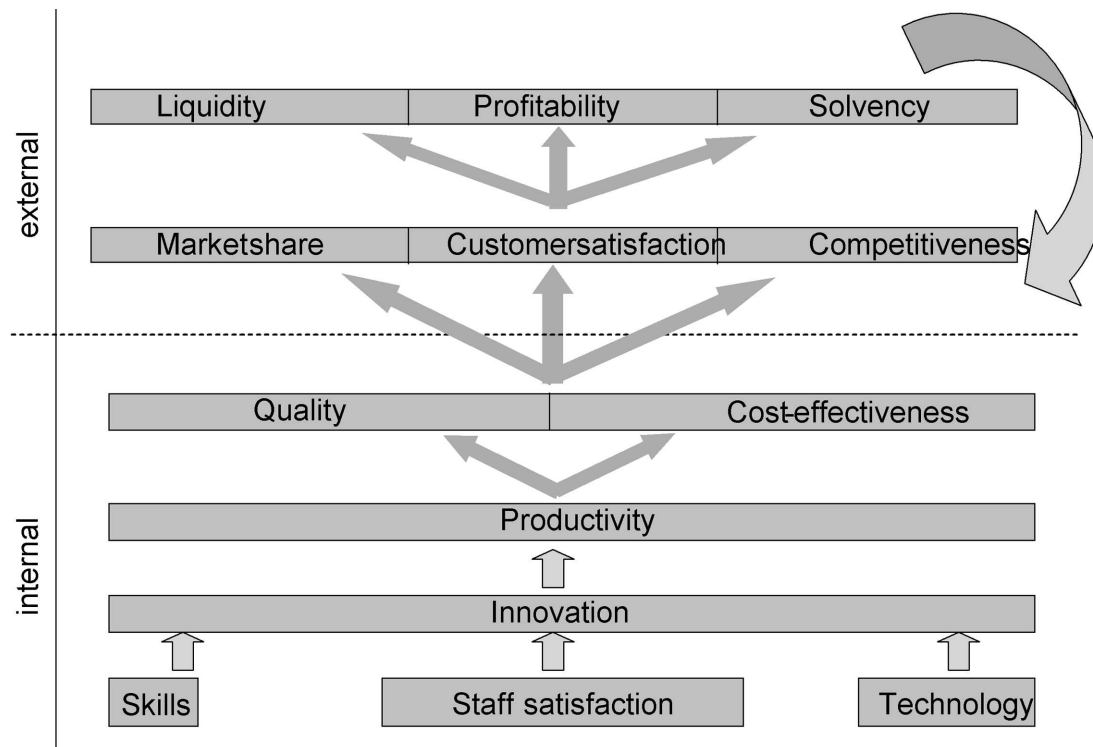 external
Liquidity Profitability Solvency
Marketshare Customersatisfaction Competitiveness
internal
Quality Cost-effectiveness
Productivity
Innovation
Skills Staff satisfaction Technology